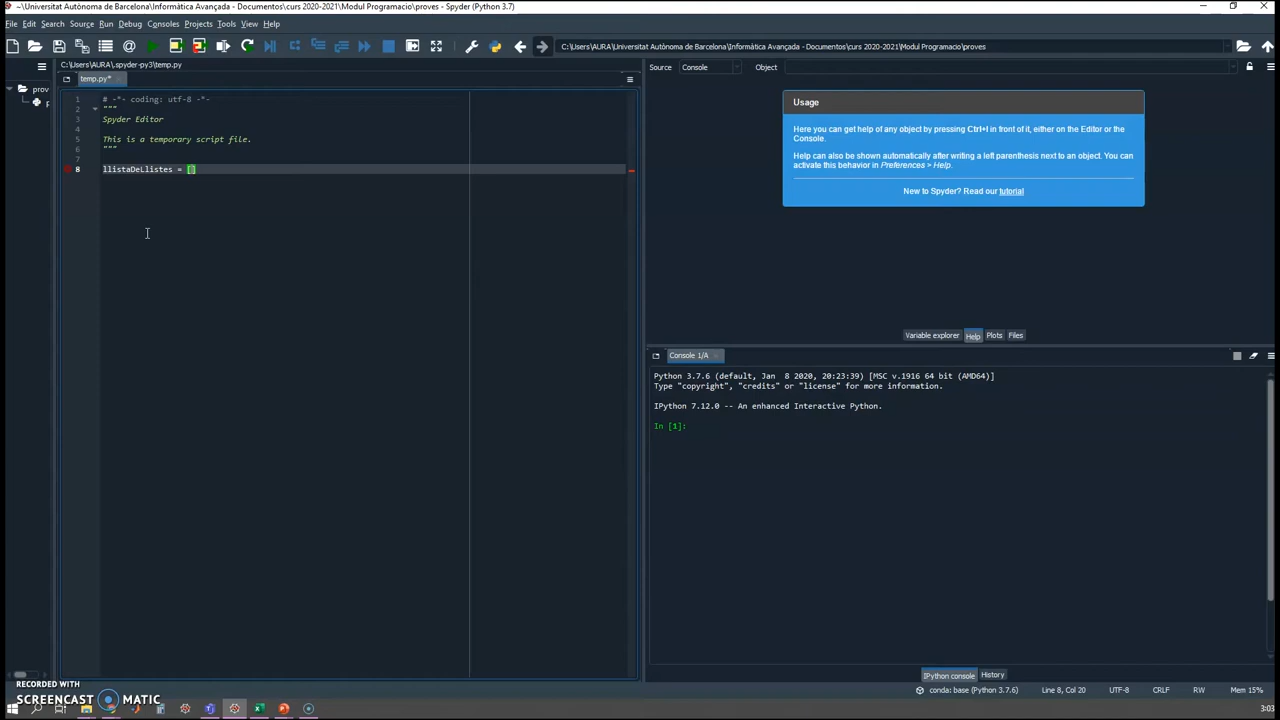 ~\Universitat Autònoma de Barcelona\Informàtica Avançada - Documentos\curs 2020-2021\Modul Programacio\proves - Spyder (Python 3.7)
File Edit Search Source Run Debug Consoles Projects Tools View Help
C:\Users\AURA\Universitat Autònoma de Barcelona\Informàtica Avançada - Documentos\curs 2020-2021\Modul Programacio\proves
C:\Users\AURA\.spyder-py3\temp.py
temp.py*
prov
p
1 # -*- coding: utf-8 -*-
2 """
3 Spyder Editor
4
5 This is a temporary script file.
6 """
7
8 llistaDeLlistes = []
Source Console Object
Usage
Here you can get help of any object by pressing Ctrl+I in front of it, either on the Editor or the
Console.
Help can also be shown automatically after writing a left parenthesis next to an object. You can
activate this behavior in Preferences > Help.
New to Spyder? Read our tutorial
Variable explorer Help Plots Files
Console 1/A
Python 3.7.6 (default, Jan 8 2020, 20:23:39) [MSC v.1916 64 bit (AMD64)]
Type "copyright", "credits" or "license" for more information.
IPython 7.12.0 -- An enhanced Interactive Python.
In [1]:
IPython console History
conda: base (Python 3.7.6) Line 8, Col 20 UTF-8 CRLF RW Mem 15%
RECORDED WITH
SCREENCAST MATIC
3:03